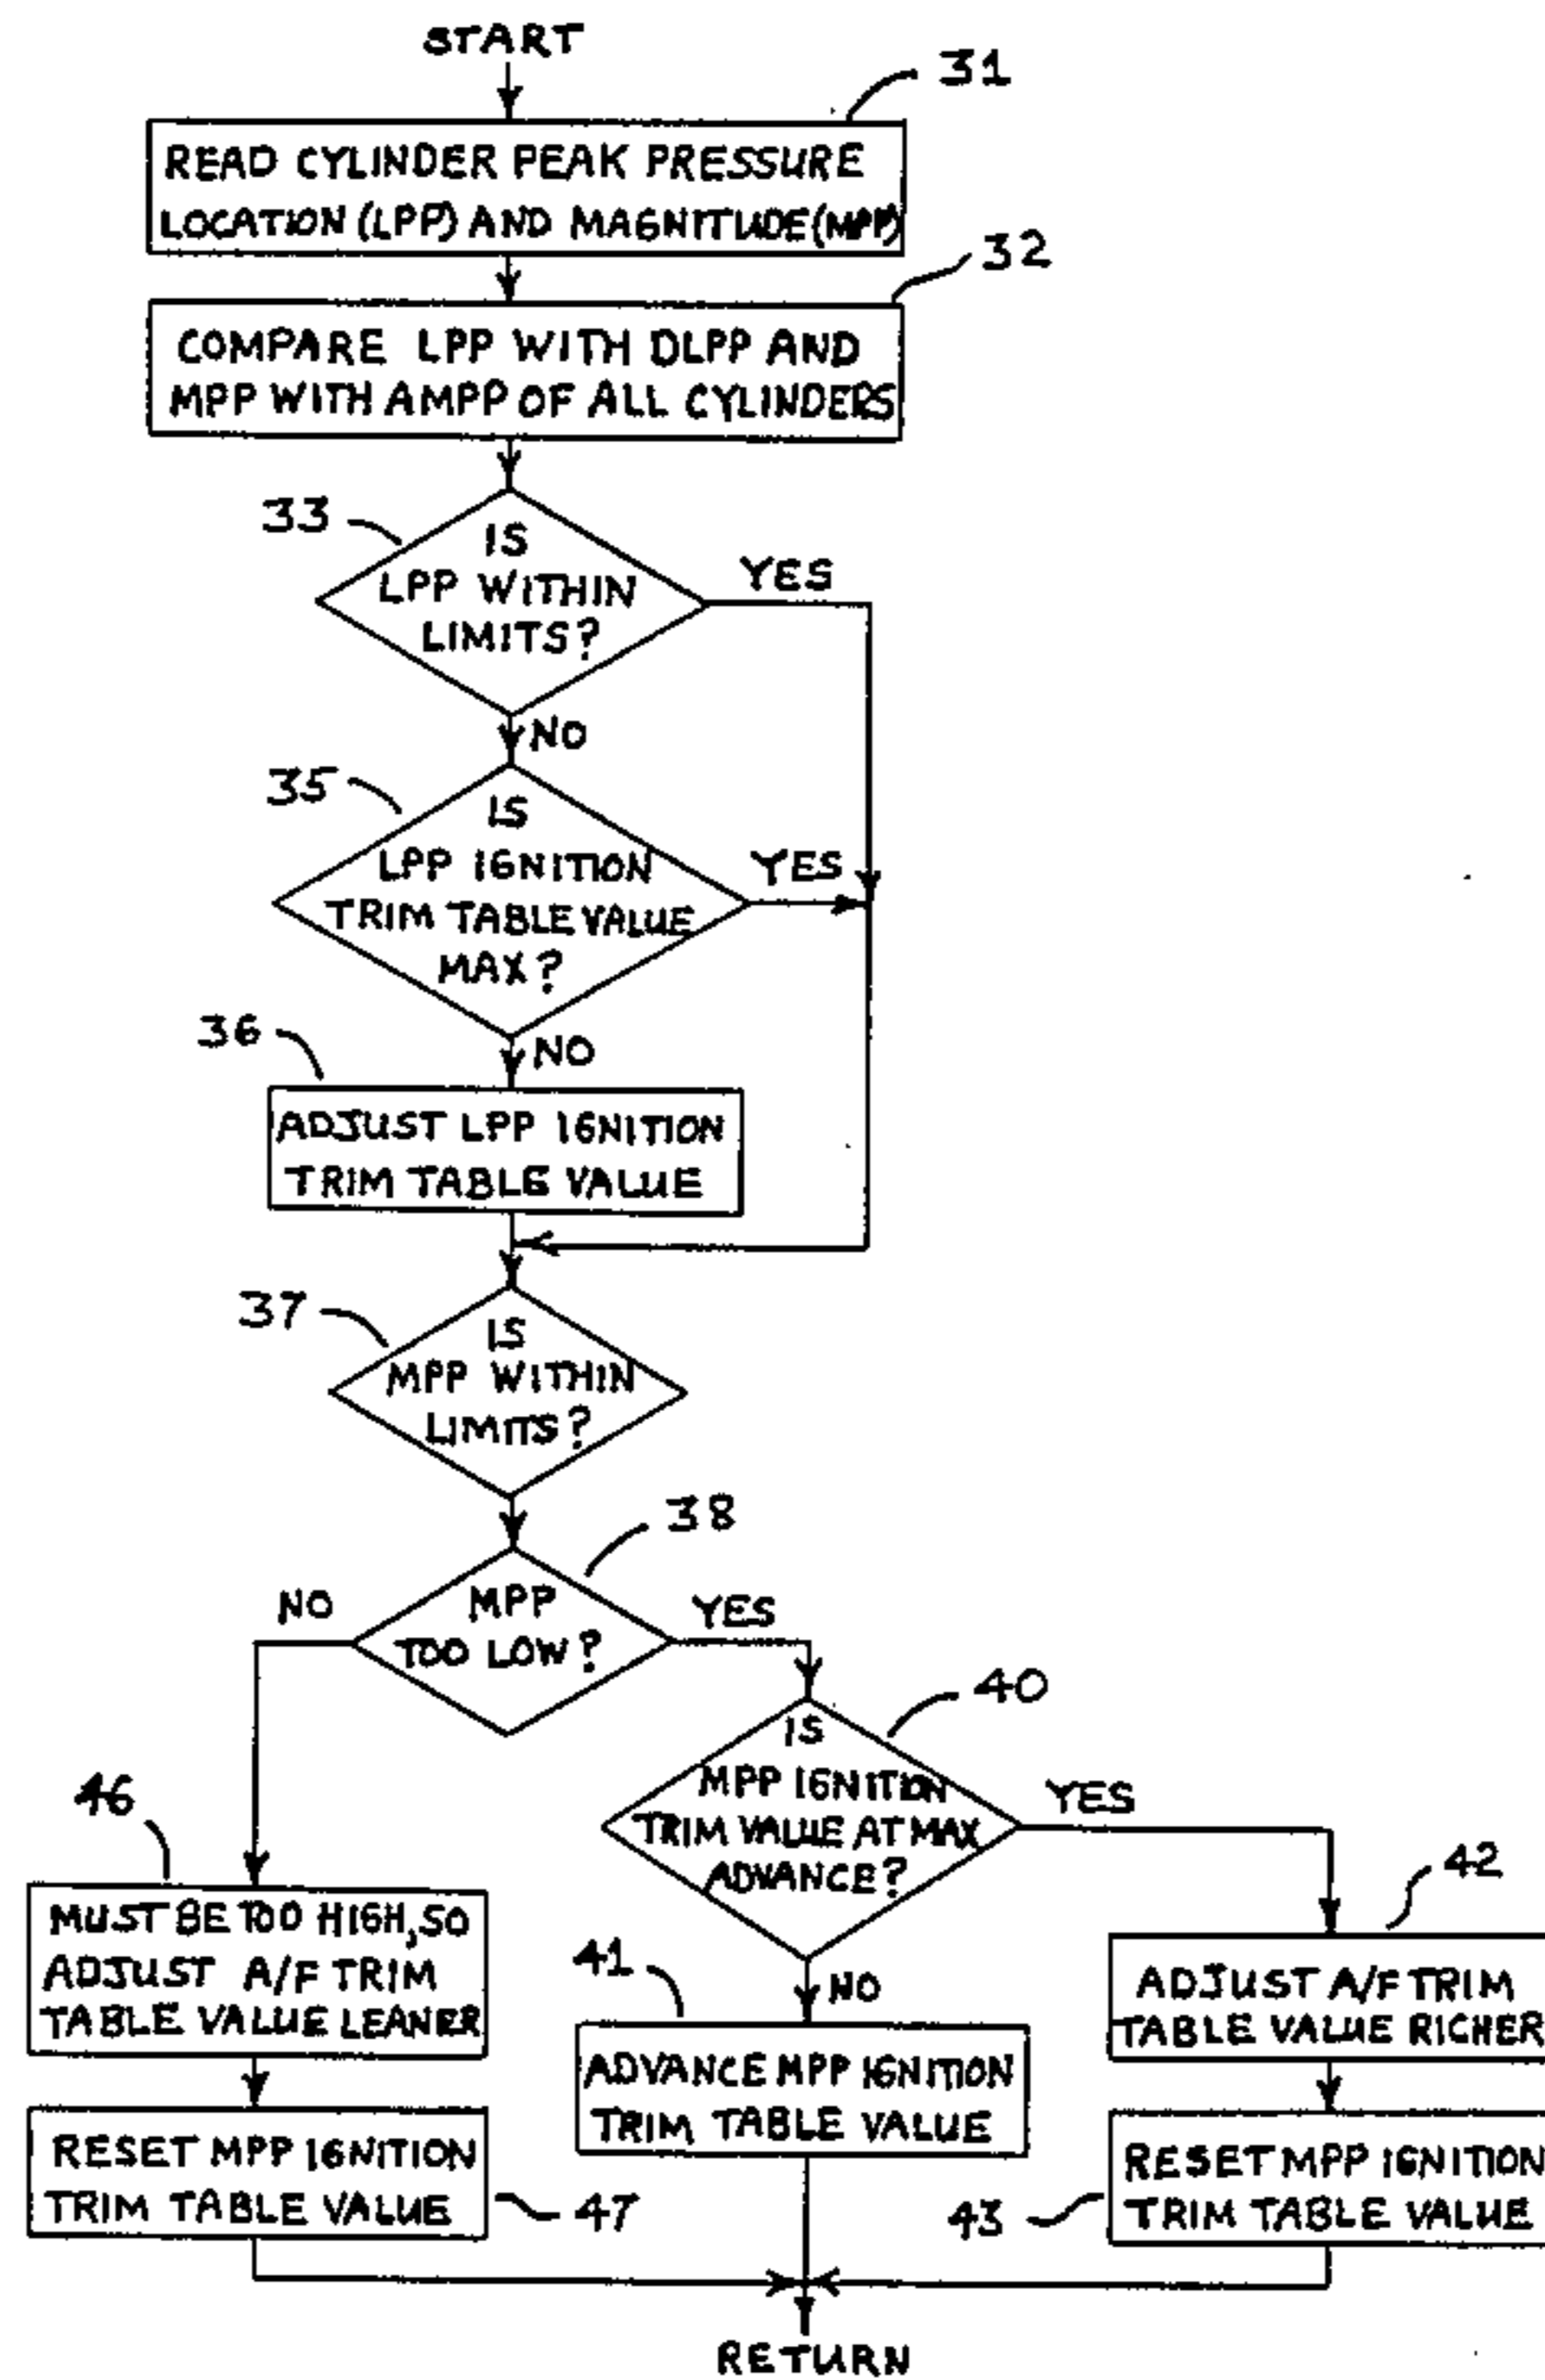 START
31
READ CYLINDER PEAK PRESSURE
LOCATION (LPP) AND MAGNITUDE (MPP)
32
COMPARE LPP WITH DLPP AND
MPP WITH AMPP OF ALL CYLINDERS
33
IS
LPP WITHIN
LIMITS?
YES
NO
35
IS
LPP IGNITION
TRIM TABLE VALUE
MAX?
YES
NO
36
ADJUST LPP IGNITION
TRIM TABLE VALUE
37
IS
MPP WITHIN
LIMITS?
38
MPP
TOO LOW?
NO
YES
40
IS
MPP IGNITION
TRIM VALUE AT MAX
ADVANCE?
YES
NO
46
MUST BE TOO HIGH, SO
ADJUST A/F TRIM
TABLE VALUE LEANER
41
ADVANCE MPP IGNITION
TRIM TABLE VALUE
42
ADJUST A/F TRIM
TABLE VALUE RICHER
RESET MPP IGNITION
TRIM TABLE VALUE
47
43
RESET MPP IGNITION
TRIM TABLE VALUE
RETURN